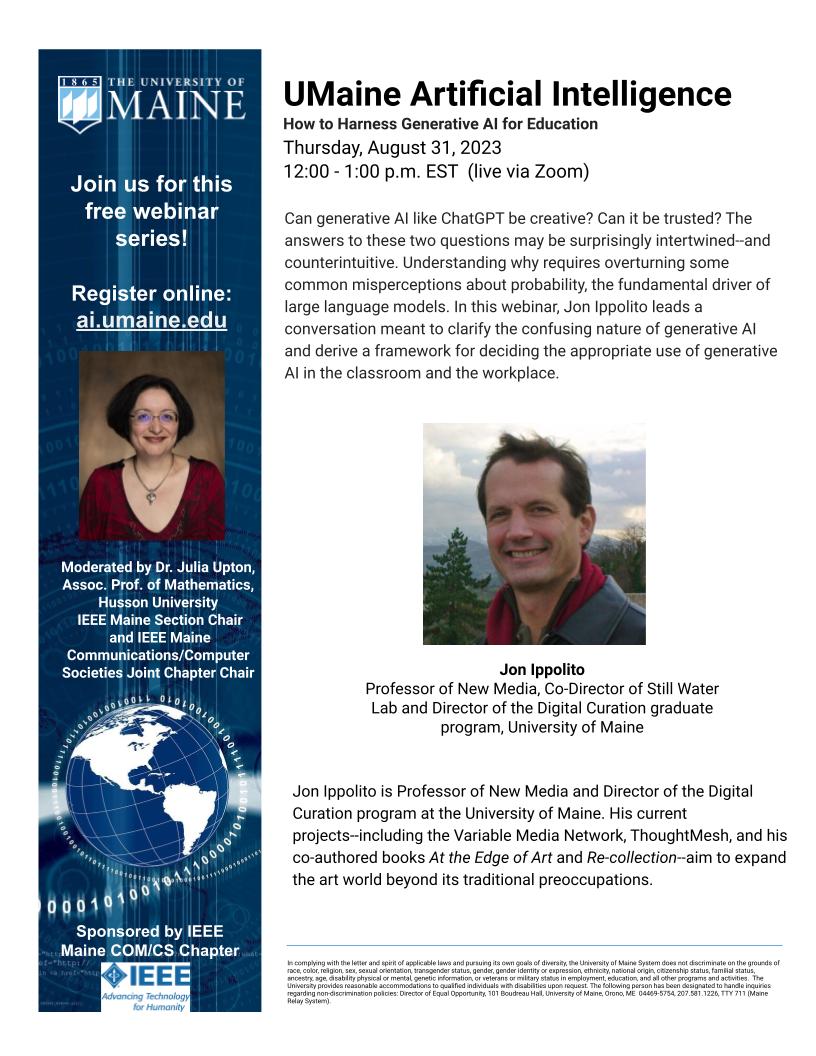 1865 THE UNIVERSITY OF
MAINE
Join us for this
free webinar
series!
Register online:
ai.umaine.edu
Moderated by Dr. Julia Upton,
Assoc. Prof. of Mathematics,
Husson University
IEEE Maine Section Chair
and IEEE Maine
Communications/Computer
Societies Joint Chapter Chair
Sponsored by IEEE
Maine COM/CS Chapter
IEEE
Advancing Technology
for Humanity
UMaine Artificial Intelligence
How to Harness Generative AI for Education
Thursday, August 31, 2023
12:00 - 1:00 p.m. EST (live via Zoom)
Can generative AI like ChatGPT be creative? Can it be trusted? The
answers to these two questions may be surprisingly intertwined--and
counterintuitive. Understanding why requires overturning some
common misperceptions about probability, the fundamental driver of
large language models. In this webinar, Jon Ippolito leads a
conversation meant to clarify the confusing nature of generative AI
and derive a framework for deciding the appropriate use of generative
AI in the classroom and the workplace.
Jon Ippolito
Professor of New Media, Co-Director of Still Water
Lab and Director of the Digital Curation graduate
program, University of Maine
Jon Ippolito is Professor of New Media and Director of the Digital
Curation program at the University of Maine. His current
projects--including the Variable Media Network, ThoughtMesh, and his
co-authored books At the Edge of Art and Re-collection--aim to expand
the art world beyond its traditional preoccupations.
In complying with the letter and spirit of applicable laws and pursuing its own goals of diversity, the University of Maine System does not discriminate on the grounds of
race, color, religion, sex, sexual orientation, transgender status, gender, gender identity or expression, ethnicity, national origin, citizenship status, familial status,
ancestry, age, disability physical or mental, genetic information, or veterans or military status in employment, education, and all other programs and activities. The
University provides reasonable accommodations to qualified individuals with disabilities upon request. The following person has been designated to handle inquiries
regarding non-discrimination policies: Director of Equal Opportunity, 101 Boudreau Hall, University of Maine, Orono, ME 04469-5754, 207.581.1226, TTY 711 (Maine
Relay System).